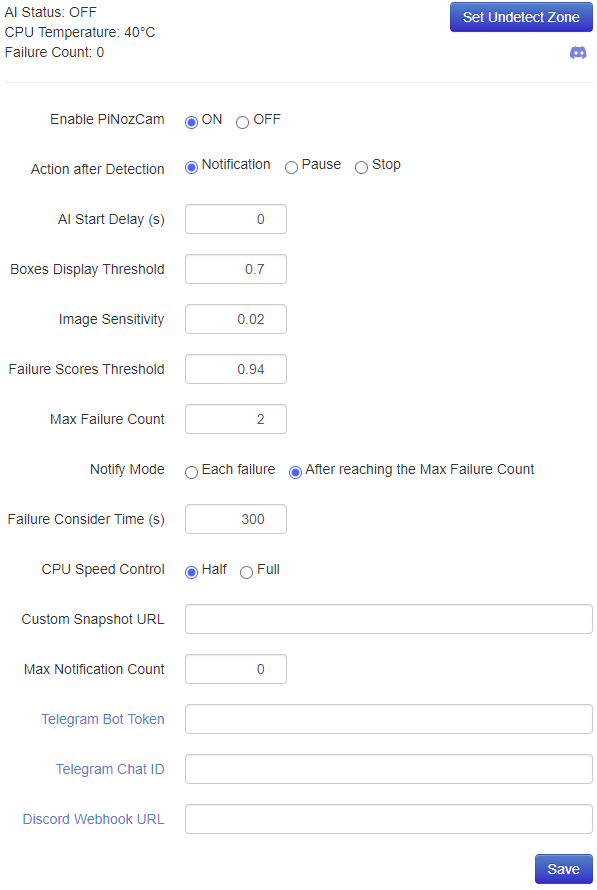 AI Status: OFF
Set Undetect Zone
CPU Temperature: 40°C
Failure Count: 0
Enable PiNozCam ON OFF
Action after Detection Notification Pause Stop
AI Start Delay (s) 0
Boxes Display Threshold 0.7
Image Sensitivity 0.02
Failure Scores Threshold 0.94
Max Failure Count 2
Notify Mode Each failure After reaching the Max Failure Count
Failure Consider Time (s) 300
CPU Speed Control Half Full
Custom Snapshot URL
Max Notification Count 0
Telegram Bot Token
Telegram Chat ID
Discord Webhook URL
Save